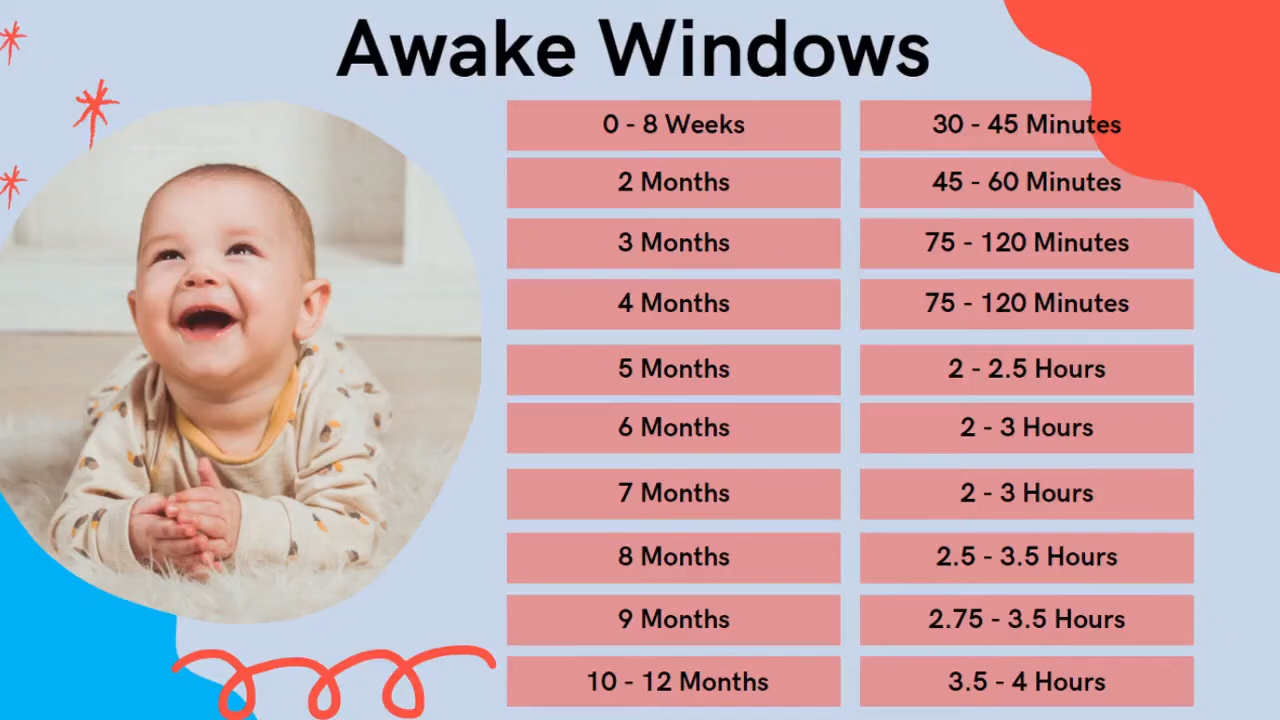 Awake Windows
0 - 8 Weeks 30 - 45 Minutes
2 Months 45 - 60 Minutes
3 Months 75 - 120 Minutes
4 Months 75 - 120 Minutes
5 Months 2 - 2.5 Hours
6 Months 2 - 3 Hours
7 Months 2 - 3 Hours
8 Months 2.5 - 3.5 Hours
9 Months 2.75 - 3.5 Hours
10 - 12 Months 3.5 - 4 Hours